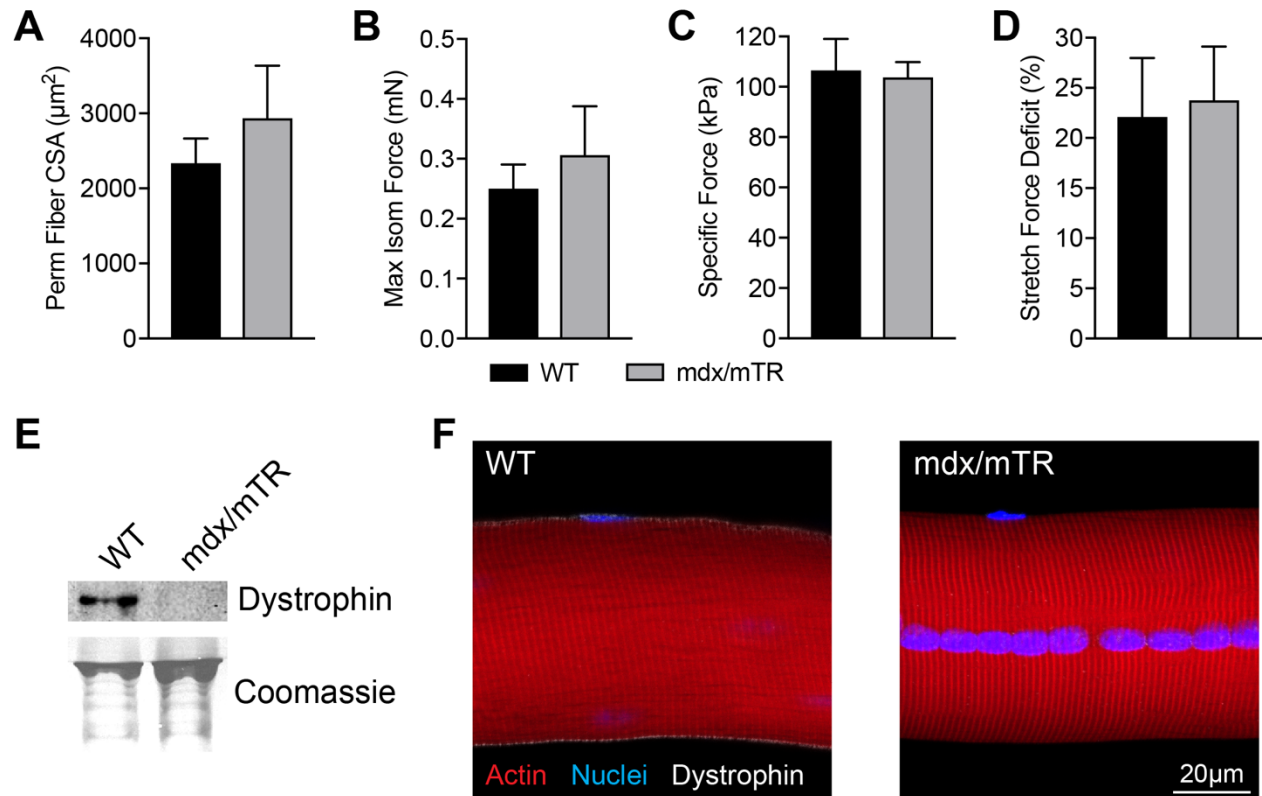 A
Perm Fiber CSA (µm²)
4000
3000
2000
1000
0
B
Max Isom Force (mN)
0.5
0.4
0.3
0.2
0.1
0.0
C
Specific Force (kPa)
120
100
80
60
40
20
0
D
Stretch Force Deficit (%)
30
25
20
15
10
5
0
WT
mdx/mTR
E
WT
mdx/mTR
Dystrophin
Coomassie
F
WT
Actin Nuclei Dystrophin
mdx/mTR
20µm